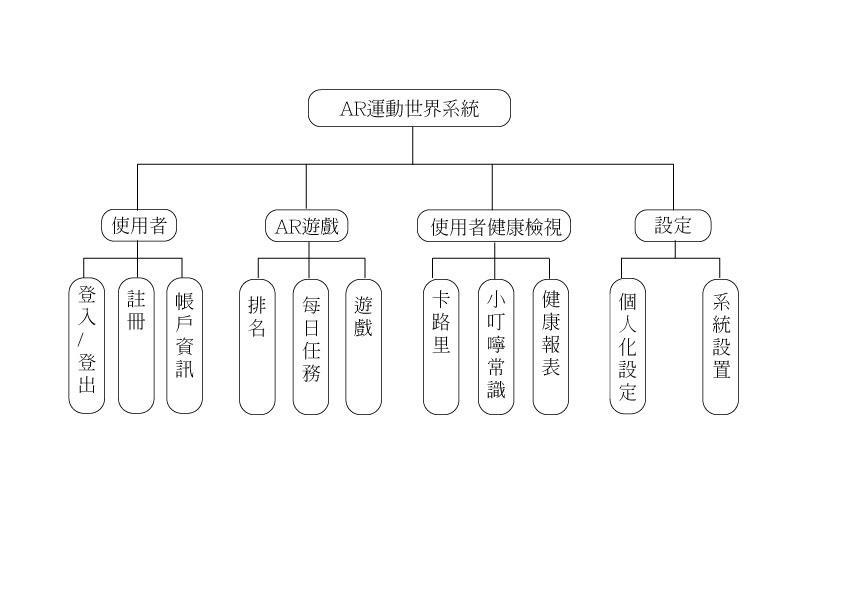 AR運動世界系統
使用者
AR遊戲
使用者健康檢視
設定
登入/登出
註冊
帳戶資訊
排名
每日任務
遊戲
卡路里
小叮嚀常識
健康報表
個人化設定
系統設置